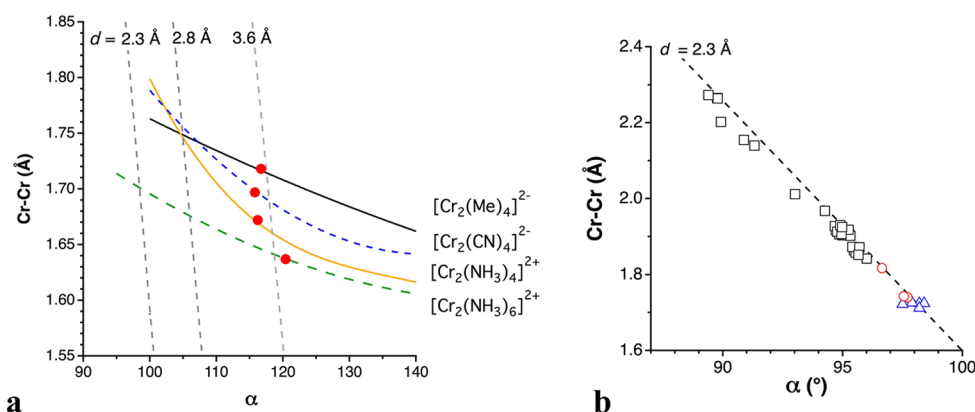 1.85
1.80
1.75
1.70
1.65
1.60
1.55
Cr-Cr (Å)
d = 2.3 Å
2.8 Å
3.6 Å
[Cr2(Me)4]2-
[Cr2(CN)4]2-
[Cr2(NH3)4]2+
[Cr2(NH3)6]2+
90 100 110 120 130 140
α
a
d = 2.3
2.4
2.2
2.0
1.8
1.6
Cr-Cr (Å)
90 95 100
α (°)
b